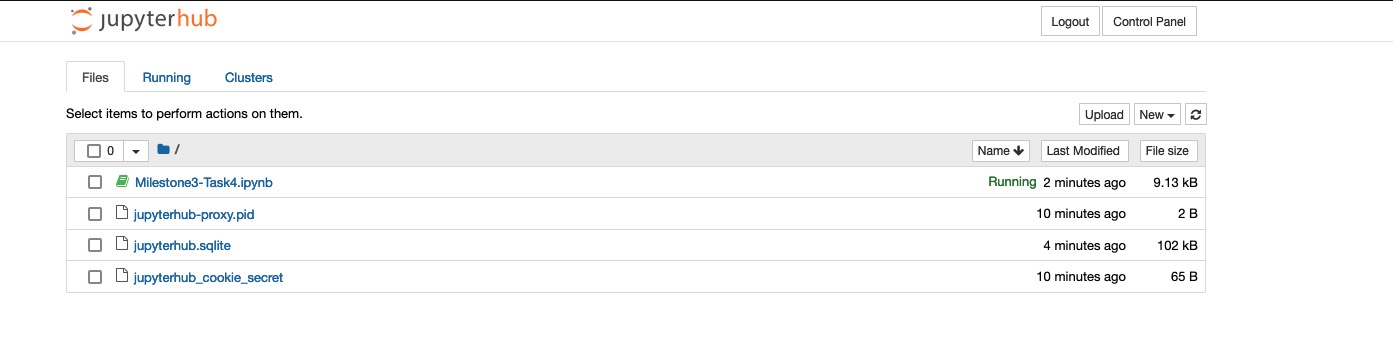 jupyterhub Logout Control Panel
Files Running Clusters
Select items to perform actions on them. Upload New
0 / Name Last Modified File size
Milestone3-Task4.ipynb Running 2 minutes ago 9.13 kB
jupyterhub-proxy.pid 10 minutes ago 2 B
jupyterhub.sqlite 4 minutes ago 102 kB
jupyterhub_cookie_secret 10 minutes ago 65 B